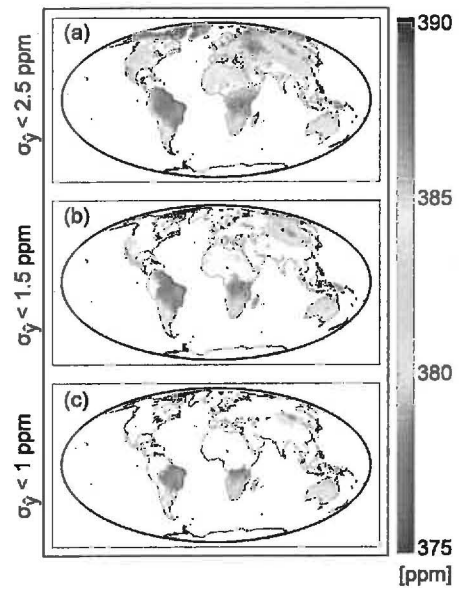 (a)
σŷ < 2.5 ppm
(b)
σŷ < 1.5 ppm
(c)
σŷ < 1 ppm
390
385
380
375
[ppm]